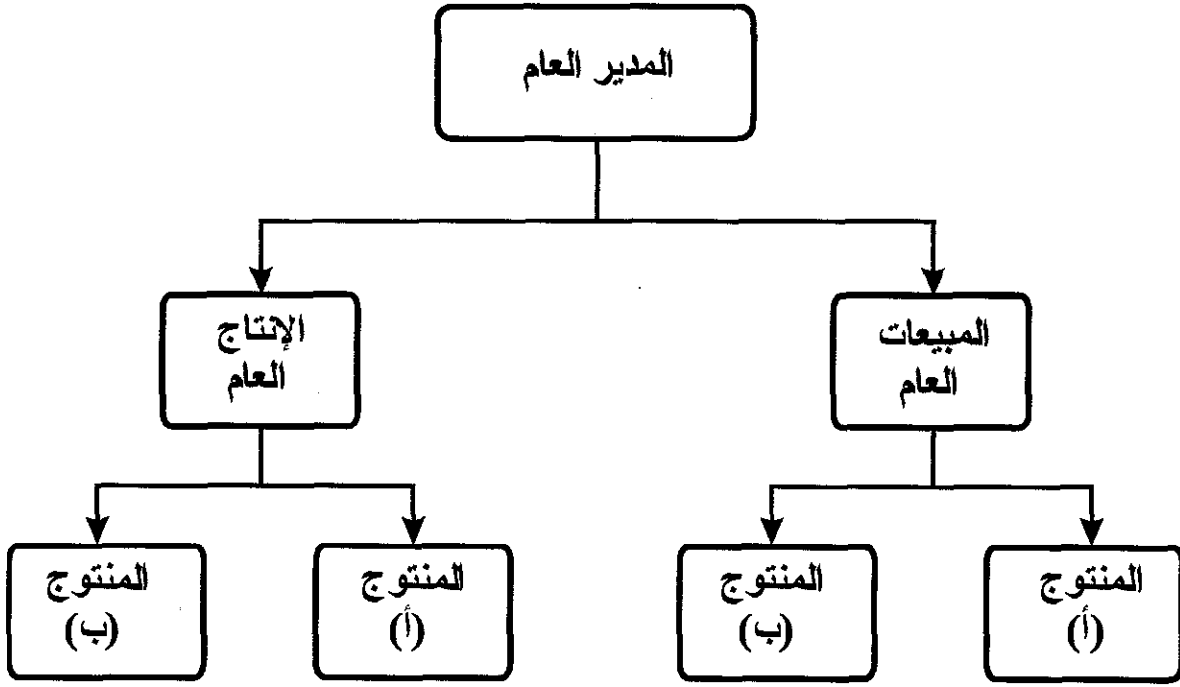 المدير العام
المبيعات
العام
الإنتاج
العام
المنتوج
(أ)
المنتوج
(ب)
المنتوج
(أ)
المنتوج
(ب)